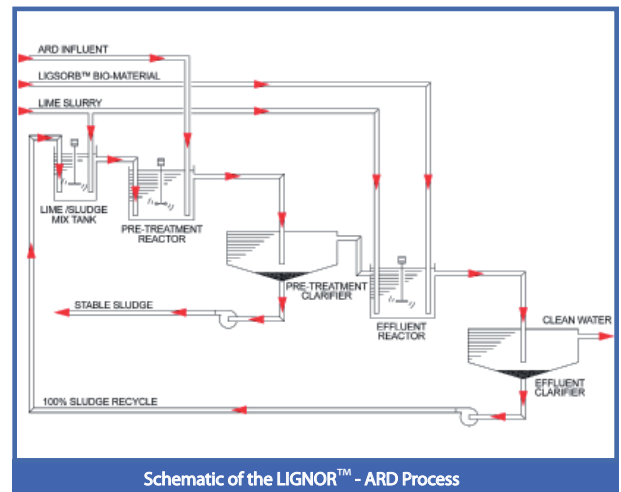 ARD INFLUENT
LIGSORB™ BIO-MATERIAL
LIME SLURRY
LIME /SLUDGE
MIX TANK
PRE-TREATMENT
REACTOR
PRE-TREATMENT
CLARIFIER
STABLE SLUDGE
EFFLUENT
REACTOR
CLEAN WATER
EFFLUENT
CLARIFIER
100% SLUDGE RECYCLE
Schematic of the LIGNOR™ - ARD Process